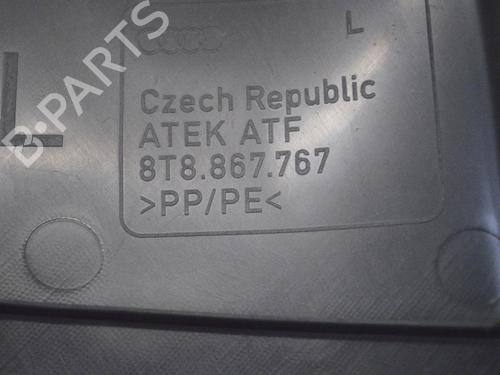 L
Czech Republic
ATEK ATF
8T8.867.767
>PP/PE<
L
B-PARTS